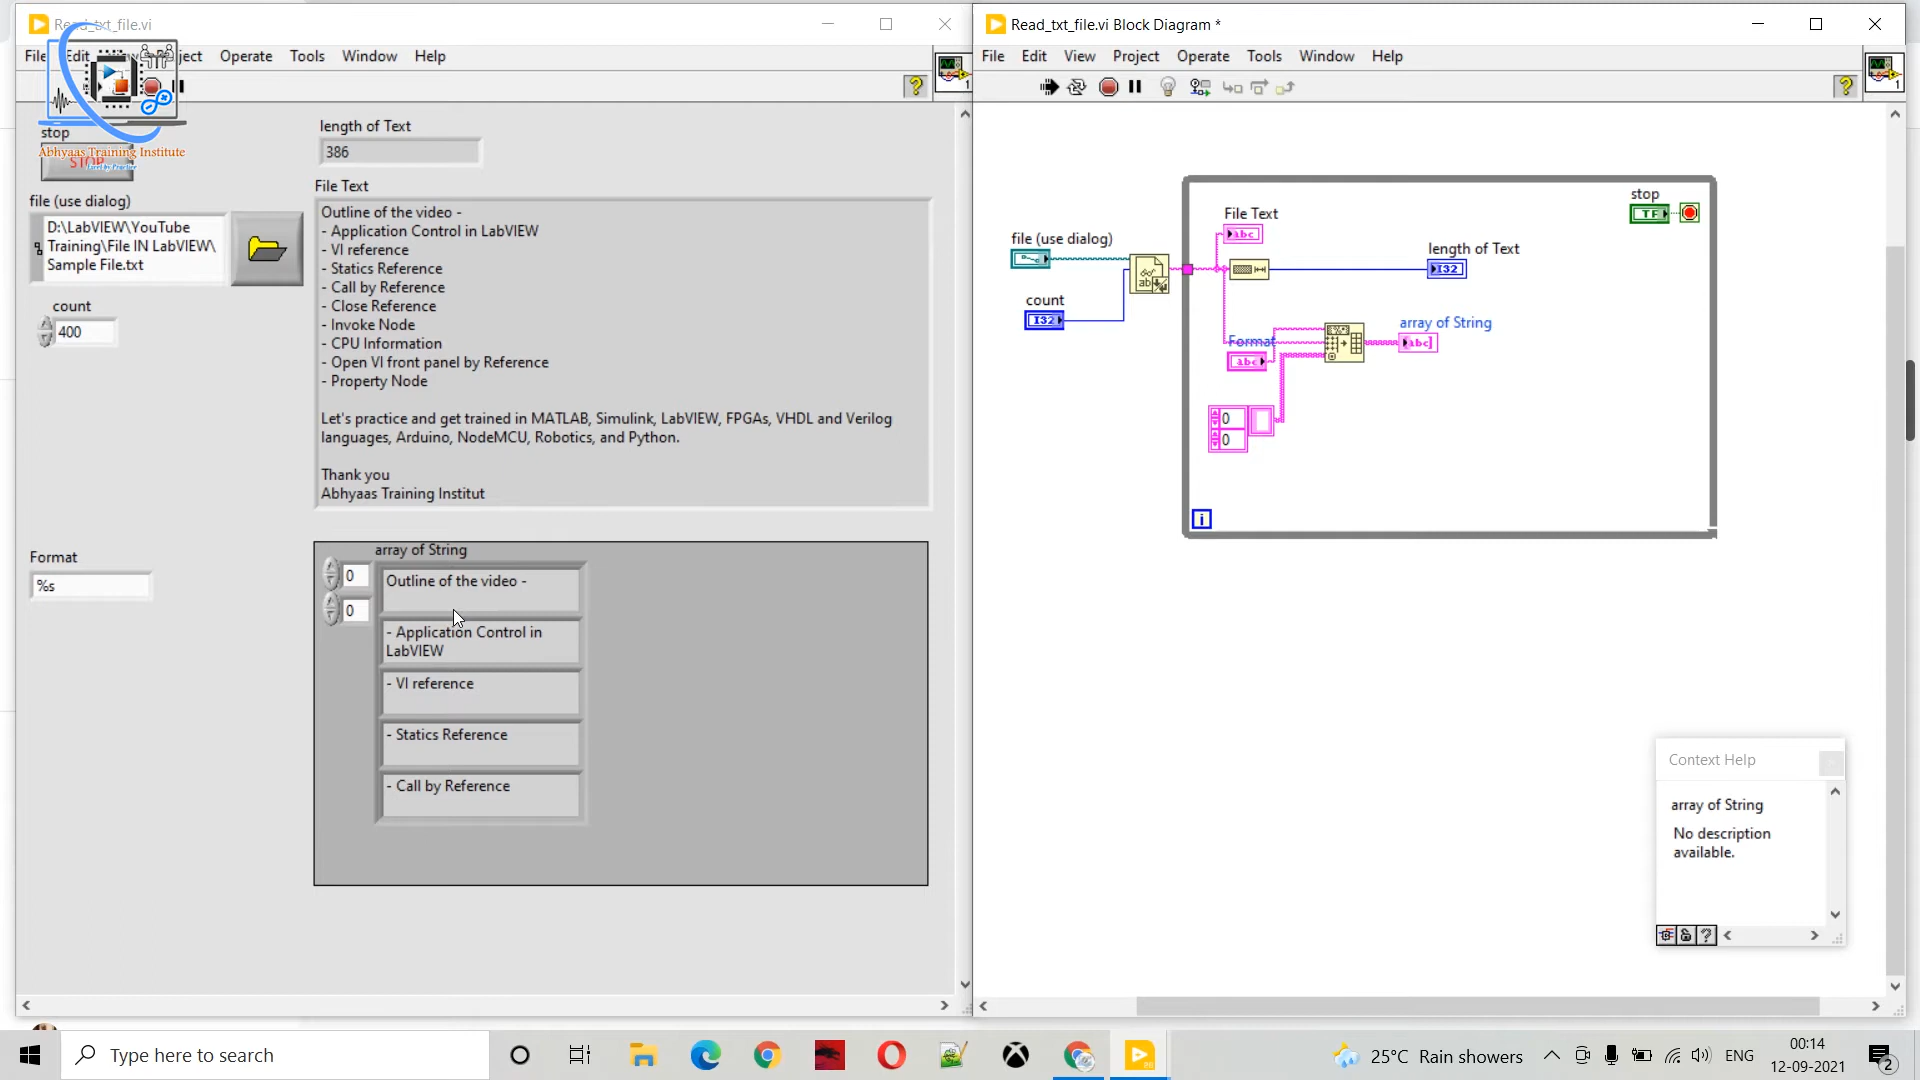 Read_txt_file.vi
File Edit View Project Operate Tools Window Help
Abhyaas Training Institute
stop
STOP
file (use dialog)
D:\LabVIEW\YouTube
Training\File IN LabVIEW\
Sample File.txt
count
400
length of Text
386
File Text
Outline of the video -
- Application Control in LabVIEW
- VI reference
- Statics Reference
- Call by Reference
- Close Reference
- Invoke Node
- CPU Information
- Open VI front panel by Reference
- Property Node
Let's practice and get trained in MATLAB, Simulink, LabVIEW, FPGAs, VHDL and Verilog
languages, Arduino, NodeMCU, Robotics, and Python.
Thank you
Abhyaas Training Institut
Format
%s
array of String
0
0
Outline of the video -
- Application Control in
LabVIEW
- VI reference
- Statics Reference
- Call by Reference
Read_txt_file.vi Block Diagram *
File Edit View Project Operate Tools Window Help
1
stop
TF
File Text
abc
file (use dialog)
length of Text
I32
count
I32
array of String
abc
Format
abc
0
0
i
Context Help
array of String
No description
available.
Type here to search
25°C Rain showers
ENG
00:14
12-09-2021
2